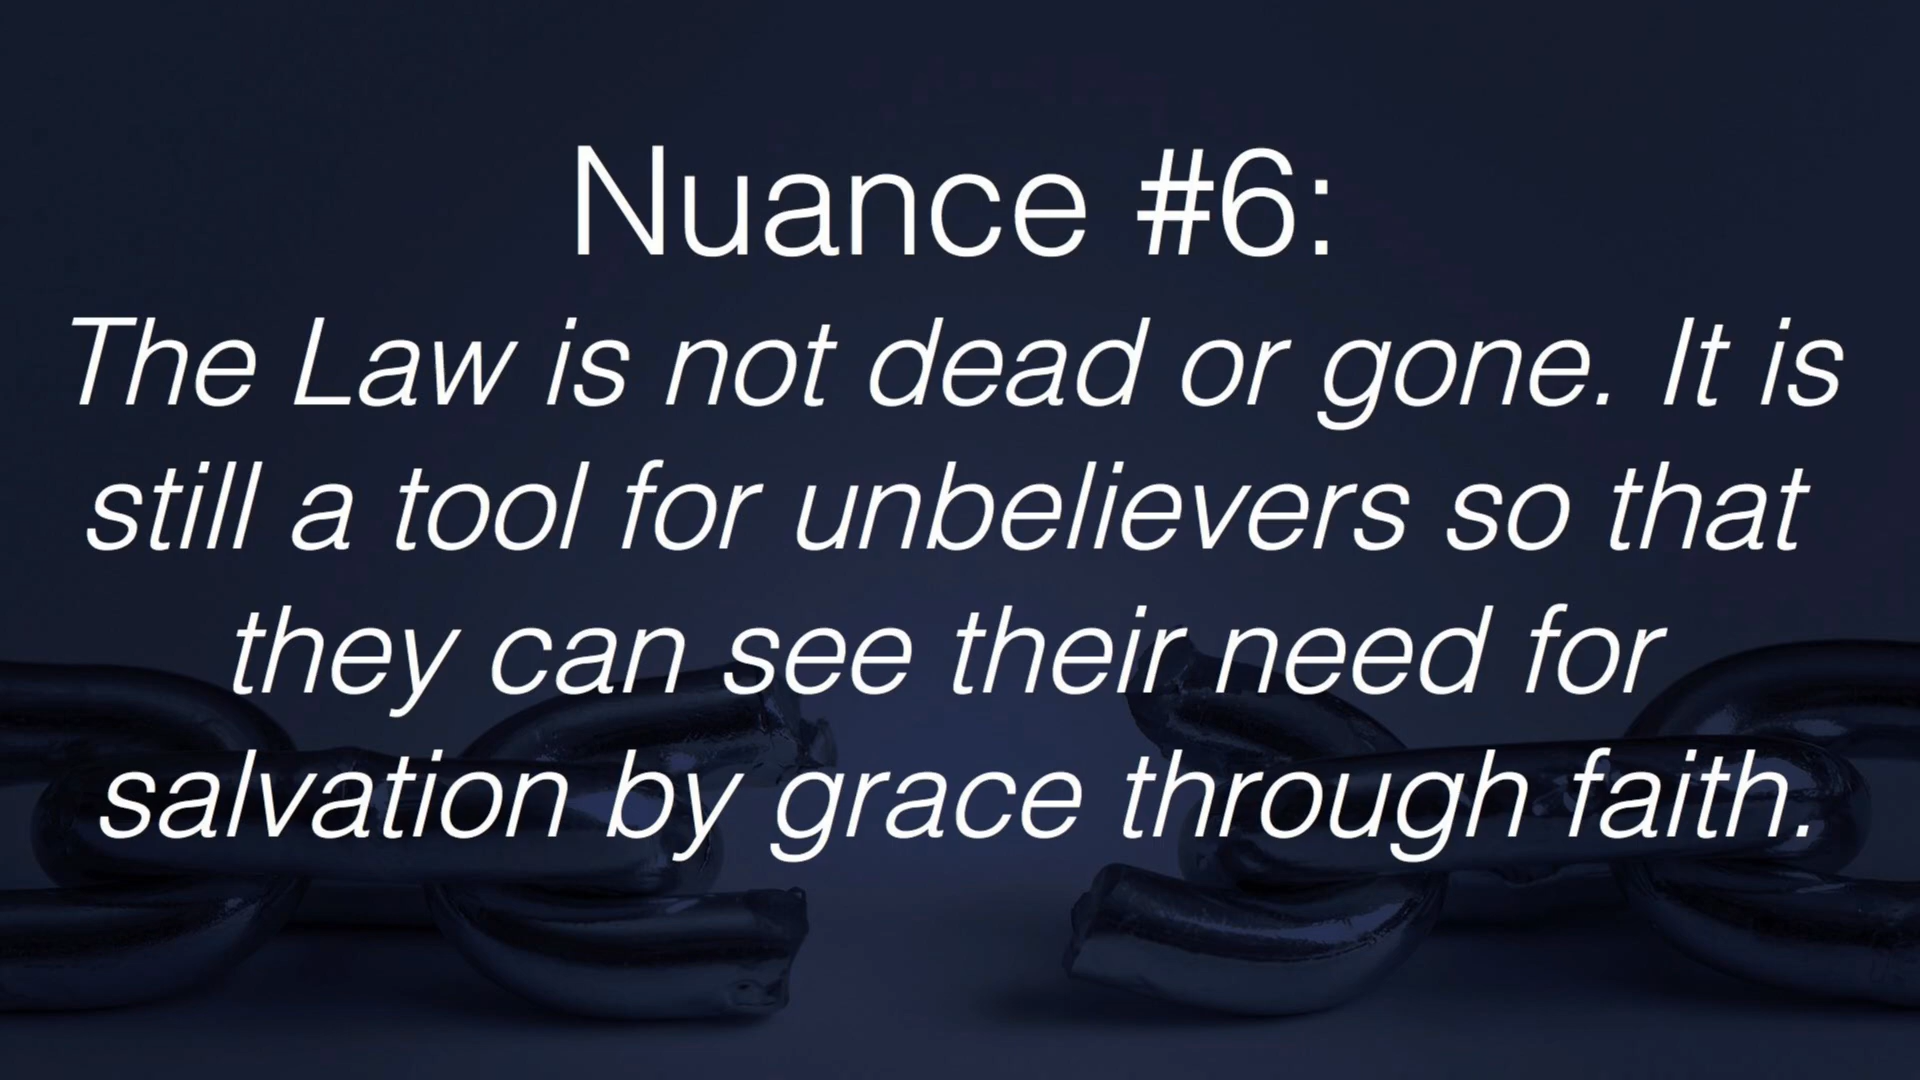 Nuance #6:
The Law is not dead or gone. It is
still a tool for unbelievers so that
they can see their need for
salvation by grace through faith.